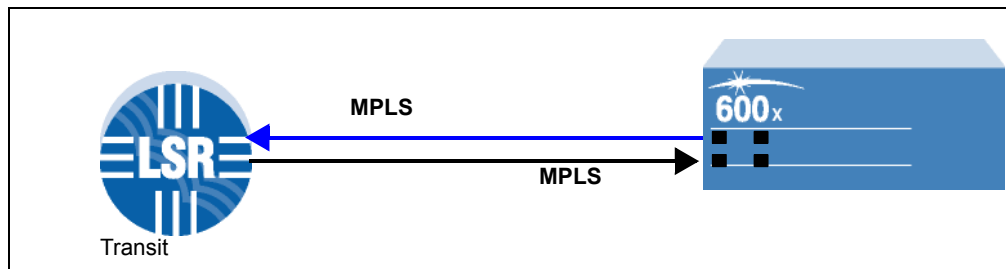 MPLS
600x
LSR
MPLS
Transit